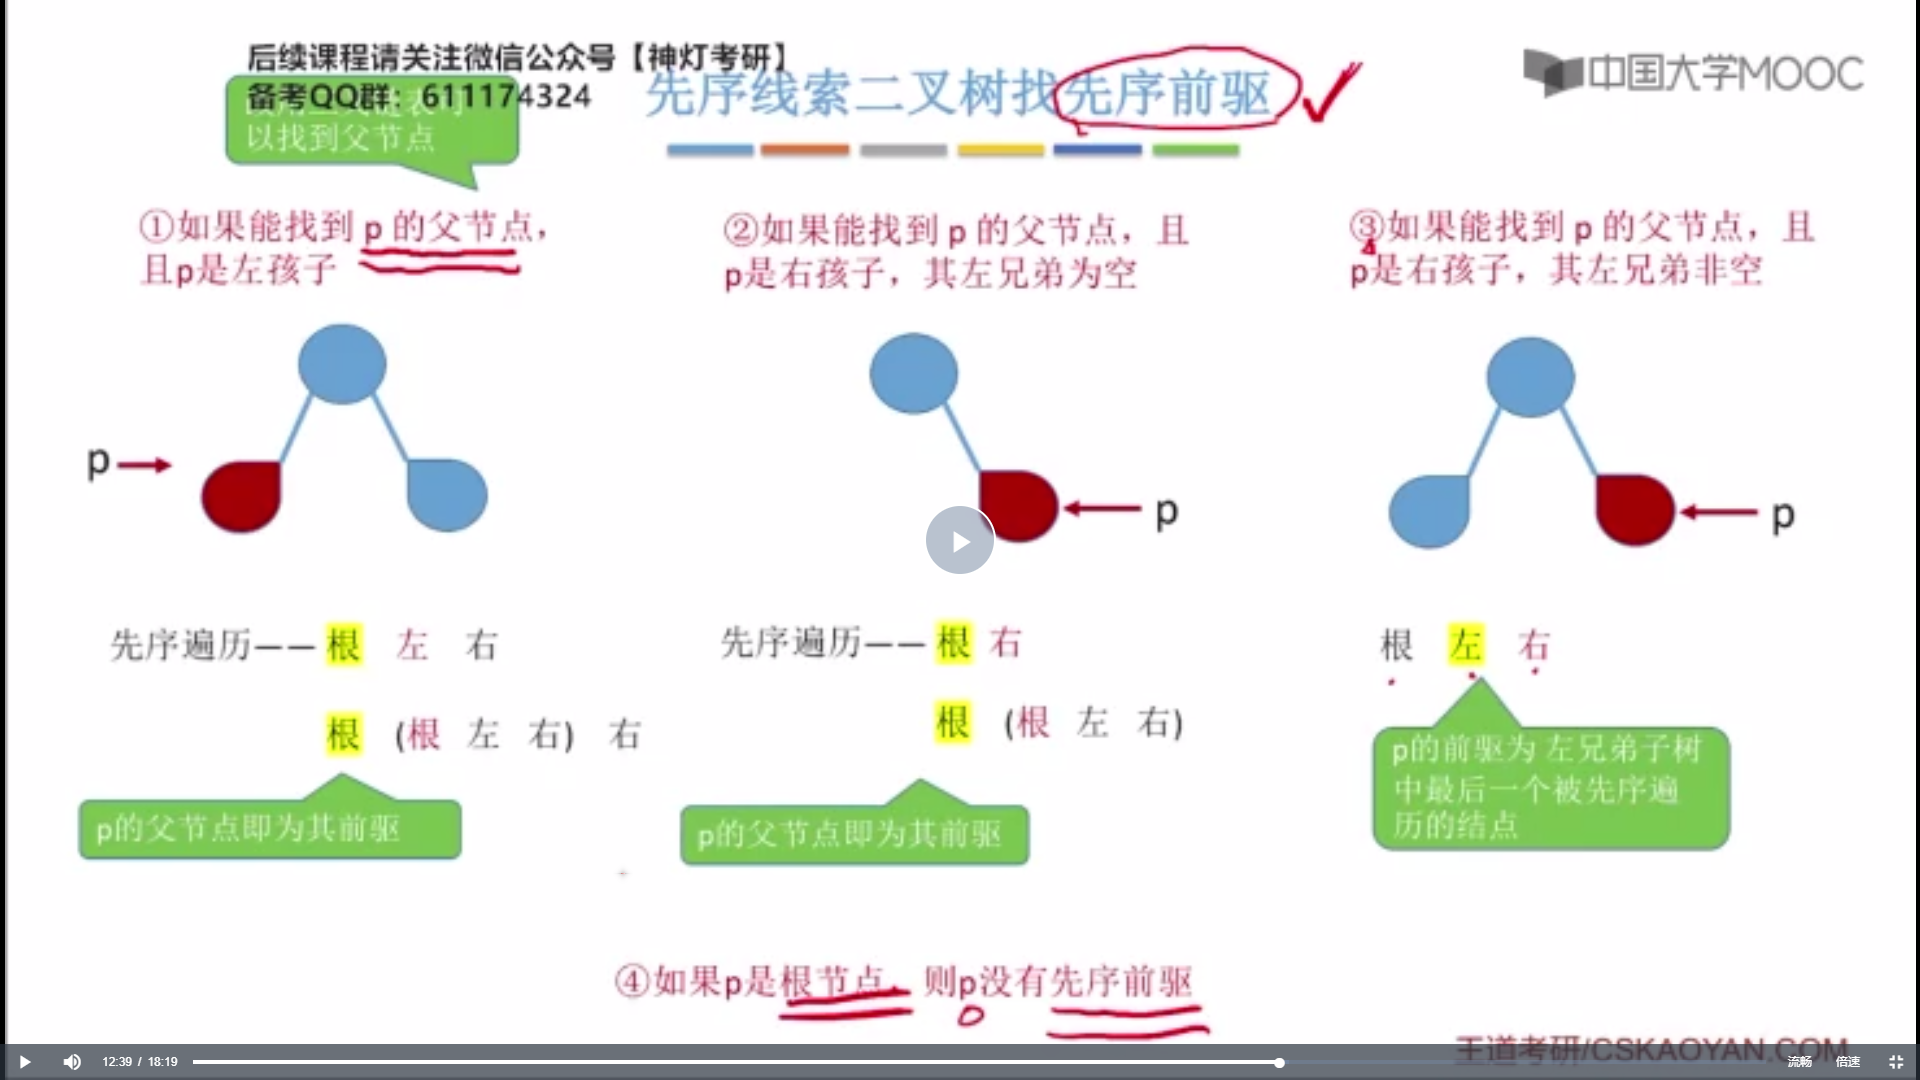 后续课程请关注微信公众号【神灯考研】
备考QQ群：611174324
先序线索二叉树找先序前驱
中国大学MOOC
以找到父节点
①如果能找到 p 的父节点，
且p是左孩子
②如果能找到 p 的父节点，且
p是右孩子，其左兄弟为空
③如果能找到 p 的父节点，且
p是右孩子，其左兄弟非空
p
p
p
先序遍历—— 根 左 右
根 (根 左 右) 右
p的父节点即为其前驱
先序遍历—— 根 右
根 (根 左 右)
p的父节点即为其前驱
根 左 右
p的前驱为 左兄弟子树
中最后一个被先序遍
历的结点
④如果p是根节点，则p没有先序前驱
王道考研/CSKAOYAN.COM
12:39 / 18:19
流畅 倍速